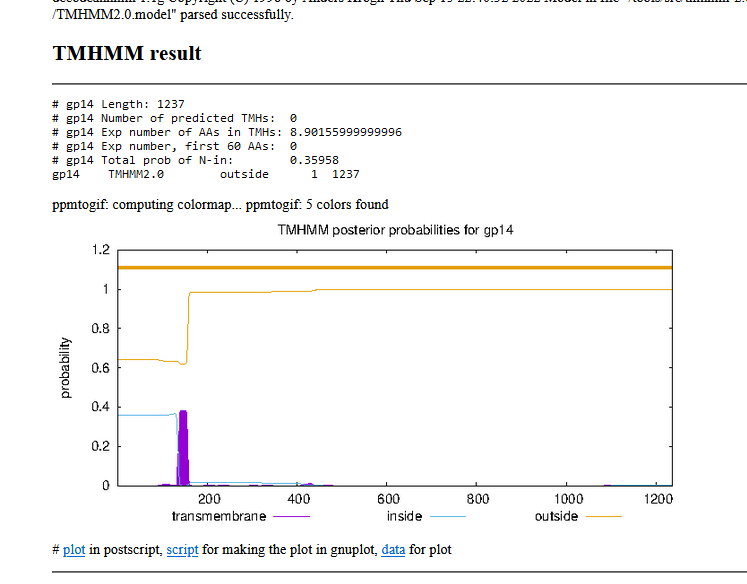 /TMHMM2.0.model" parsed successfully.
TMHMM result
# gp14 Length: 1237
# gp14 Number of predicted TMHs:  0
# gp14 Exp number of AAs in TMHs: 8.90155999999996
# gp14 Exp number, first 60 AAs:  0
# gp14 Total prob of N-in:        0.35958
gp14    TMHMM2.0        outside      1  1237
ppmtogif: computing colormap... ppmtogif: 5 colors found
TMHMM posterior probabilities for gp14
1.2
1
0.8
0.6
0.4
0.2
0
probability
200 400 600 800 1000 1200
transmembrane inside outside
# plot in postscript, script for making the plot in gnuplot, data for plot